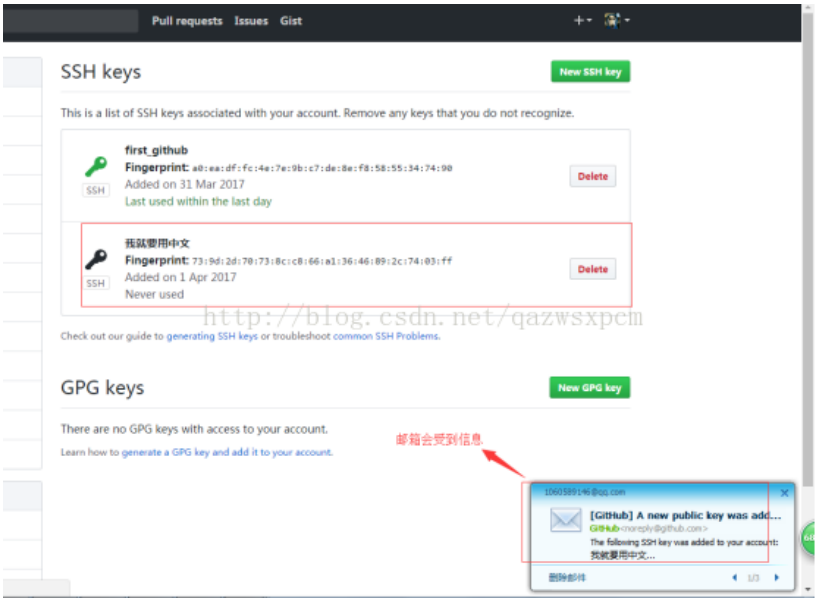 Pull requests Issues Gist
SSH keys
New SSH key
This is a list of SSH keys associated with your account. Remove any keys that you do not recognize.
first_github
Fingerprint: a0:ea:df:fc:4e:7e:9b:c7:de:8e:f8:58:55:34:74:90
Added on 31 Mar 2017
Last used within the last day
SSH
Delete
我就要用中文
Fingerprint: 73:9d:2d:70:73:8c:c8:66:a1:36:46:89:2c:74:03:ff
Added on 1 Apr 2017
Never used
SSH
Delete
http://blog.csdn.net/qazwsxpcm
Check out our guide to generating SSH keys or troubleshoot common SSH Problems.
GPG keys
New GPG key
There are no GPG keys with access to your account.
Learn how to generate a GPG key and add it to your account.
邮箱会受到信息
1060589146@qq.com
[GitHub] A new public key was add...
GitHub<noreply@github.com>
The following SSH key was added to your account:
我就要用中文...
删除邮件
1/3
68